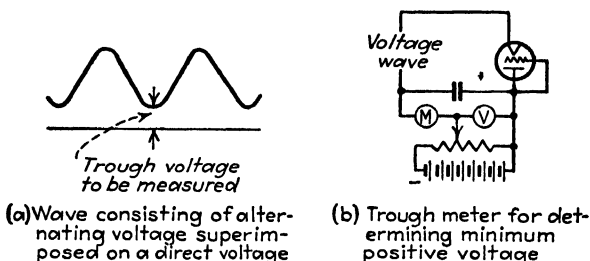 Voltage
wave
M
V
Trough voltage
to be measured
(a) Wave consisting of alter-
nating voltage superim-
posed on a direct voltage
(b) Trough meter for det-
ermining minimum
positive voltage